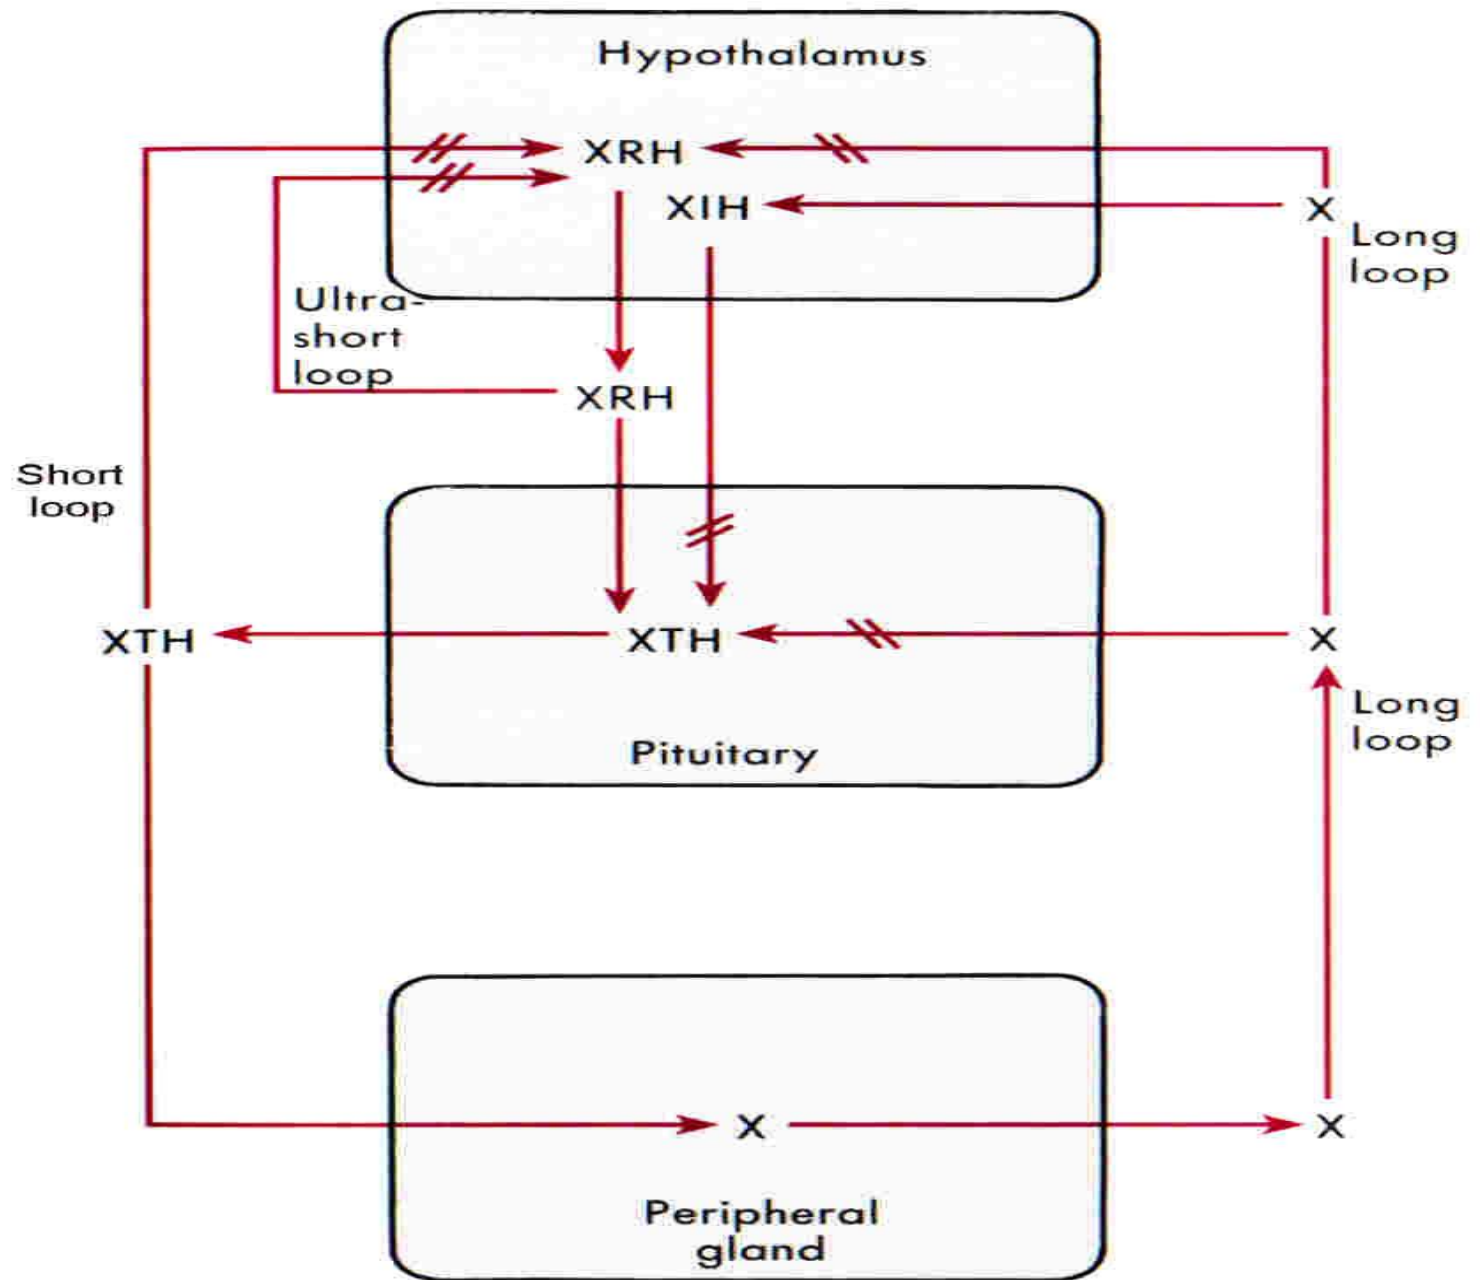 Hypothalamus
XRH
XIH
X
Long
loop
Ultra-
short
loop
XRH
Short
loop
XTH
XTH
X
Long
loop
Pituitary
X
X
Peripheral
gland